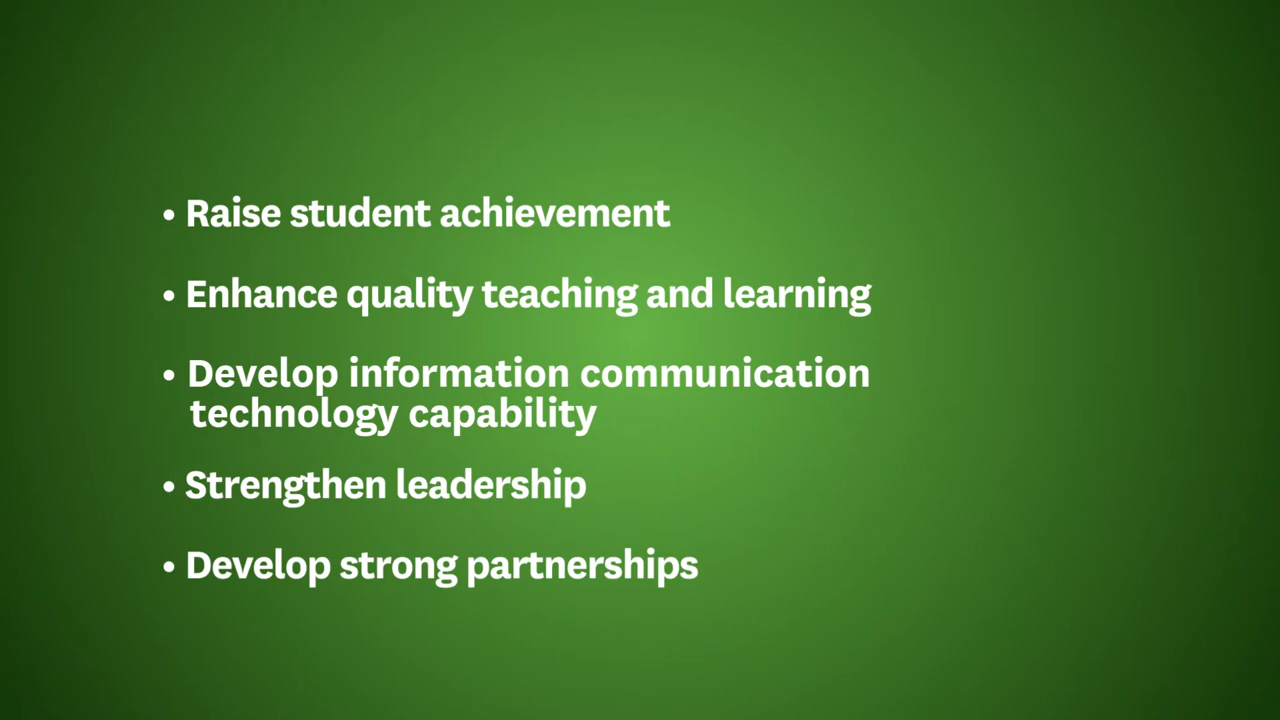 • Raise student achievement
• Enhance quality teaching and learning
• Develop information communication
technology capability
• Strengthen leadership
• Develop strong partnerships